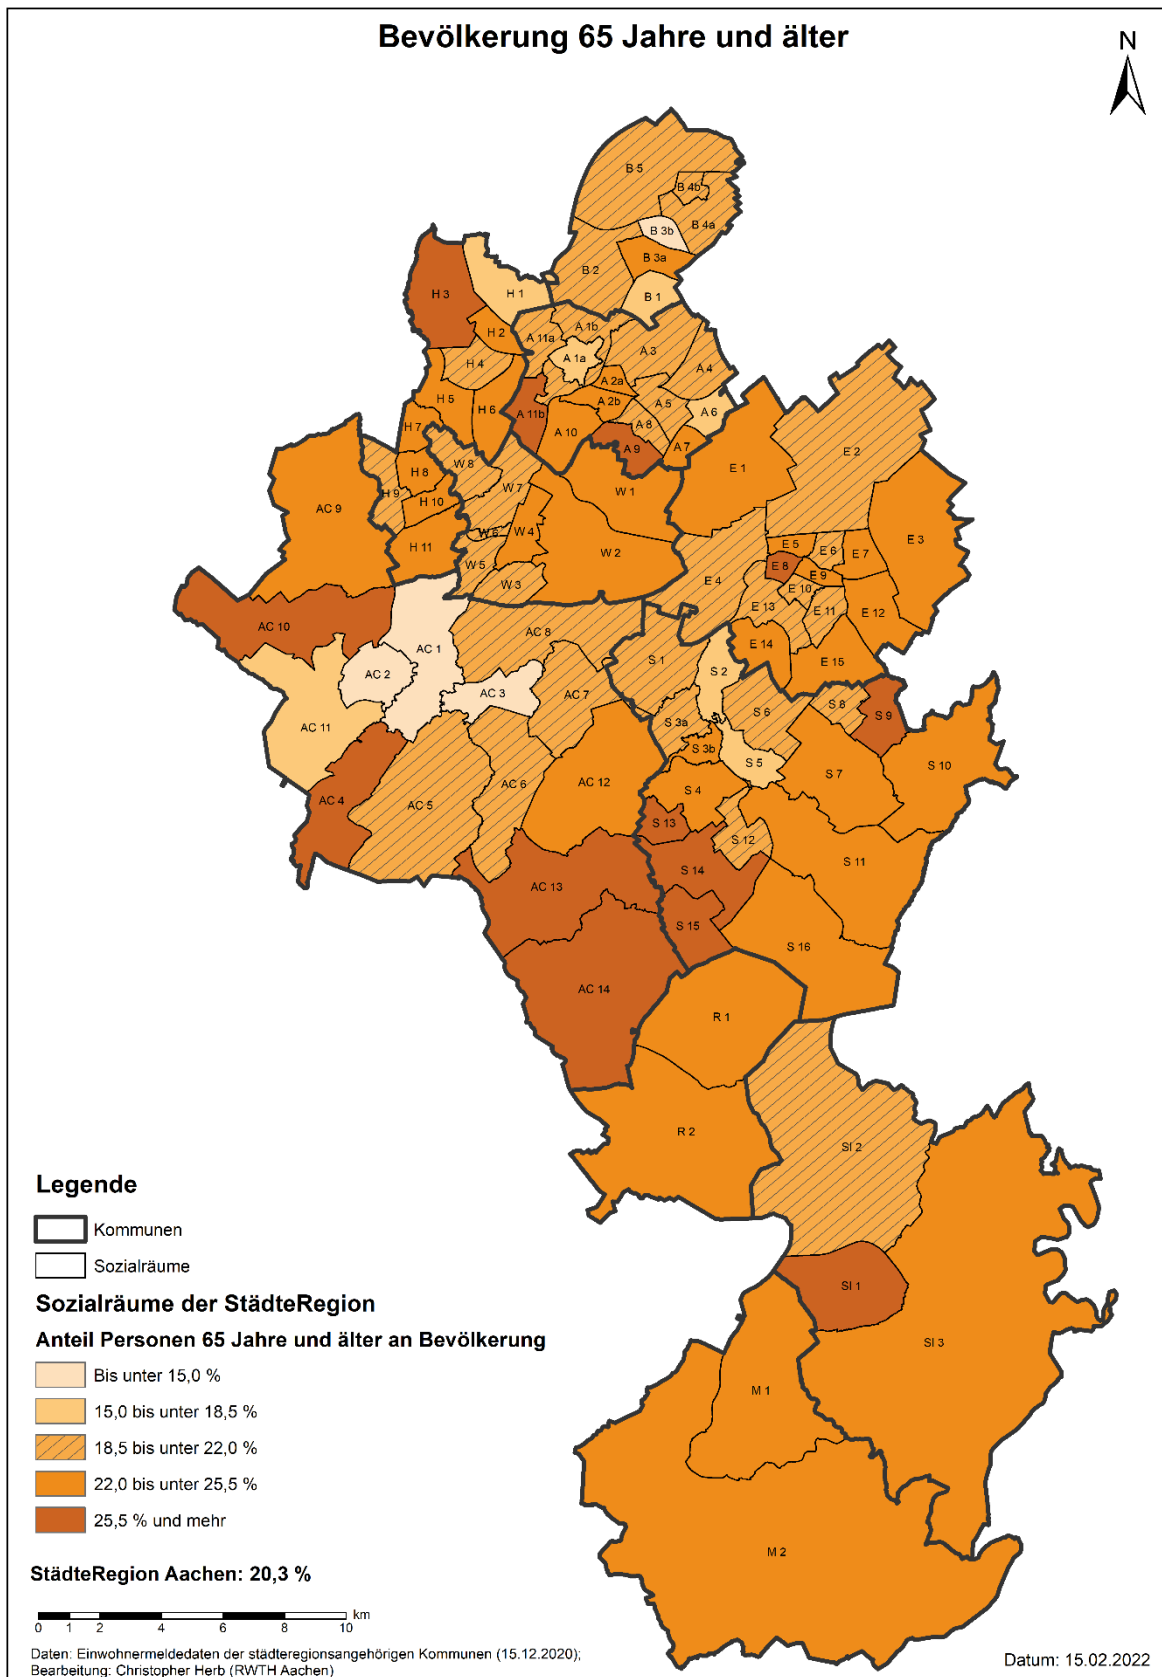 Bevölkerung 65 Jahre und älter
N
B 5
B 4b
B 4a
B 3b
B 3a
B 2
B 1
H 1
H 3
H 2
H 4
H 5
H 6
H 7
H 8
H 9
H 10
H 11
A 11a
A 1b
A 1a
A 3
A 4
A 2a
A 2b
A 5
A 6
A 8
A 7
A 9
A 10
A 11b
W 8
W 7
W 1
W 6
W 4
W 2
W 5
W 3
E 1
E 2
E 3
E 5
E 6
E 7
E 8
E 9
E 10
E 4
E 13
E 11
E 12
E 14
E 15
AC 9
AC 10
AC 1
AC 8
AC 2
AC 3
AC 7
AC 11
AC 4
AC 5
AC 6
AC 12
AC 13
AC 14
S 1
S 2
S 3a
S 6
S 8
S 9
S 3b
S 5
S 7
S 10
S 4
S 13
S 12
S 11
S 14
S 15
S 16
R 1
R 2
SI 2
SI 1
SI 3
M 1
M 2
Legende
Kommunen
Sozialräume
Sozialräume der StädteRegion
Anteil Personen 65 Jahre und älter an Bevölkerung
Bis unter 15,0 %
15,0 bis unter 18,5 %
18,5 bis unter 22,0 %
22,0 bis unter 25,5 %
25,5 % und mehr
StädteRegion Aachen: 20,3 %
km
0 1 2 4 6 8 10
Daten: Einwohnermeldedaten der städteregionsangehörigen Kommunen (15.12.2020);
Bearbeitung: Christopher Herb (RWTH Aachen)
Datum: 15.02.2022